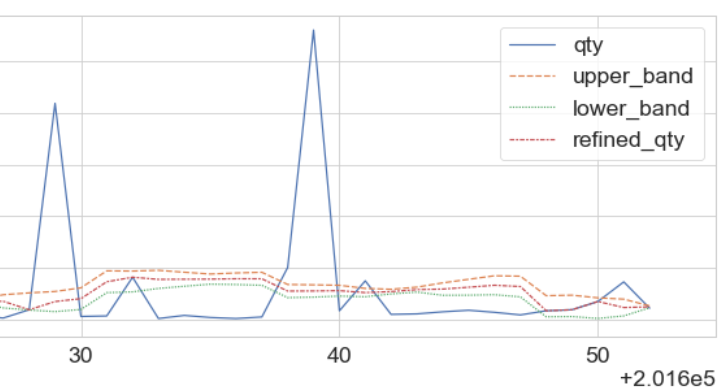 qty
upper_band
lower_band
refined_qty
30
40
50
+2.016e5